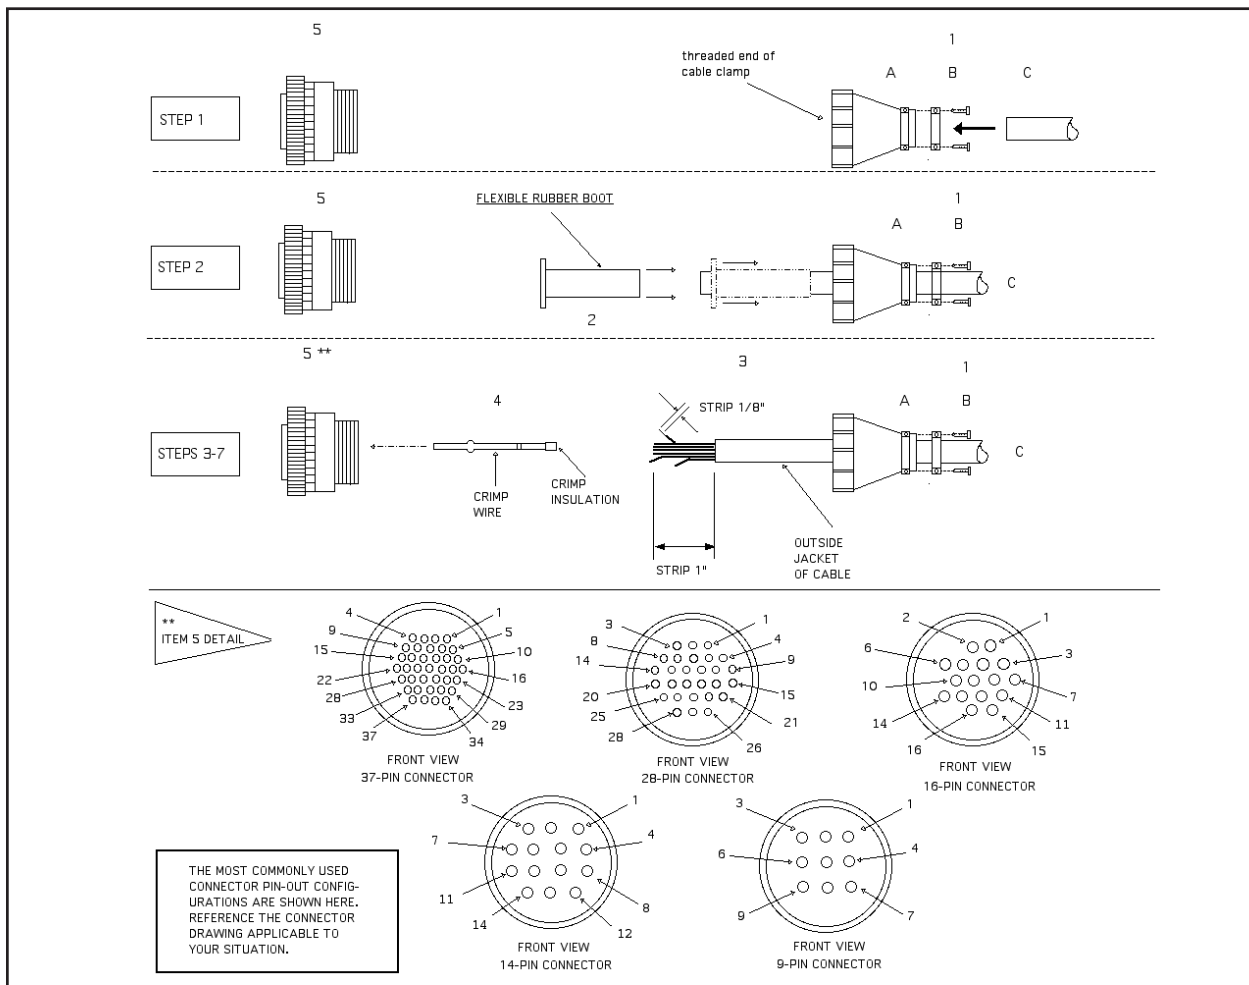 5
1
threaded end of
cable clamp
A B C
STEP 1
5
FLEXIBLE RUBBER BOOT
1
A B
STEP 2
C
2
5 **
3
1
4
A B
STRIP 1/8"
STEPS 3-7
C
CRIMP
WIRE
CRIMP
INSULATION
OUTSIDE
JACKET
OF CABLE
STRIP 1"
**
ITEM 5 DETAIL
4 1
9 5
15 10
22 16
28 23
33 29
37 34
FRONT VIEW
37-PIN CONNECTOR
3 1
8 4
14 9
20 15
25 21
28 26
FRONT VIEW
28-PIN CONNECTOR
2 1
6 3
10 7
14 11
16 15
FRONT VIEW
16-PIN CONNECTOR
3 1
7 4
11 8
14 12
FRONT VIEW
14-PIN CONNECTOR
3 1
6 4
9 7
FRONT VIEW
9-PIN CONNECTOR
THE MOST COMMONLY USED
CONNECTOR PIN-OUT CONFIG-
URATIONS ARE SHOWN HERE.
REFERENCE THE CONNECTOR
DRAWING APPLICABLE TO
YOUR SITUATION.